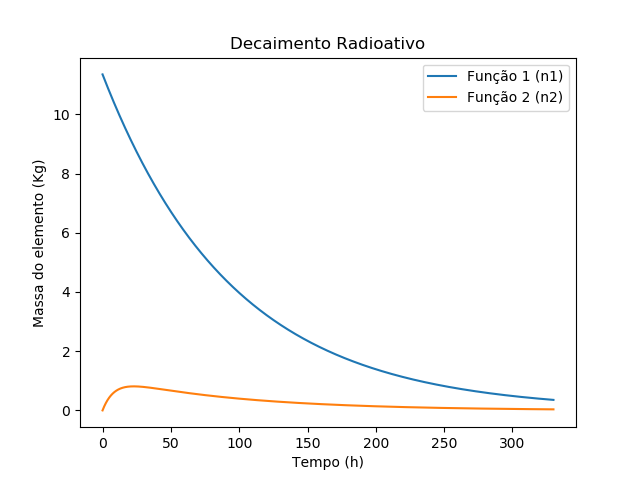 Decaimento Radioativo
Função 1 (n1)
Função 2 (n2)
Massa do elemento (Kg)
10
8
6
4
2
0
0 50 100 150 200 250 300
Tempo (h)